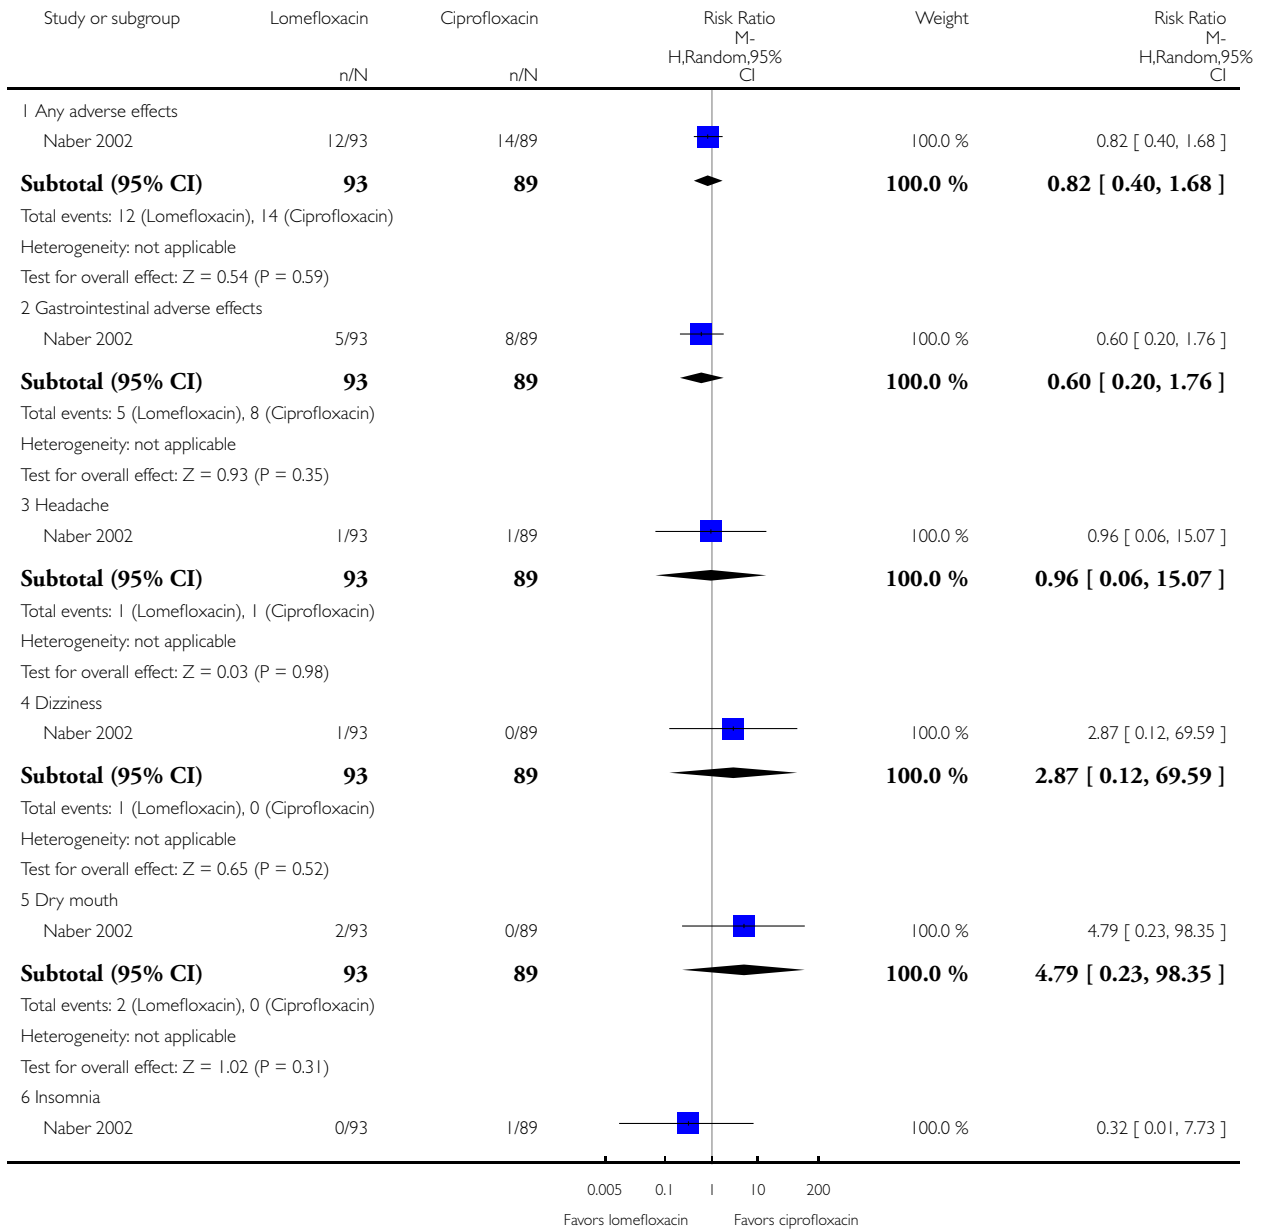 Study or subgroup Lomefloxacin Ciprofloxacin Risk Ratio Weight Risk Ratio
M- M-
H,Random,95% H,Random,95%
n/N n/N CI CI
1 Any adverse effects
Naber 2002 12/93 14/89 100.0 % 0.82 [ 0.40, 1.68 ]
Subtotal (95% CI) 93 89 100.0 % 0.82 [ 0.40, 1.68 ]
Total events: 12 (Lomefloxacin), 14 (Ciprofloxacin)
Heterogeneity: not applicable
Test for overall effect: Z = 0.54 (P = 0.59)
2 Gastrointestinal adverse effects
Naber 2002 5/93 8/89 100.0 % 0.60 [ 0.20, 1.76 ]
Subtotal (95% CI) 93 89 100.0 % 0.60 [ 0.20, 1.76 ]
Total events: 5 (Lomefloxacin), 8 (Ciprofloxacin)
Heterogeneity: not applicable
Test for overall effect: Z = 0.93 (P = 0.35)
3 Headache
Naber 2002 1/93 1/89 100.0 % 0.96 [ 0.06, 15.07 ]
Subtotal (95% CI) 93 89 100.0 % 0.96 [ 0.06, 15.07 ]
Total events: 1 (Lomefloxacin), 1 (Ciprofloxacin)
Heterogeneity: not applicable
Test for overall effect: Z = 0.03 (P = 0.98)
4 Dizziness
Naber 2002 1/93 0/89 100.0 % 2.87 [ 0.12, 69.59 ]
Subtotal (95% CI) 93 89 100.0 % 2.87 [ 0.12, 69.59 ]
Total events: 1 (Lomefloxacin), 0 (Ciprofloxacin)
Heterogeneity: not applicable
Test for overall effect: Z = 0.65 (P = 0.52)
5 Dry mouth
Naber 2002 2/93 0/89 100.0 % 4.79 [ 0.23, 98.35 ]
Subtotal (95% CI) 93 89 100.0 % 4.79 [ 0.23, 98.35 ]
Total events: 2 (Lomefloxacin), 0 (Ciprofloxacin)
Heterogeneity: not applicable
Test for overall effect: Z = 1.02 (P = 0.31)
6 Insomnia
Naber 2002 0/93 1/89 100.0 % 0.32 [ 0.01, 7.73 ]
0.005 0.1 1 10 200
Favors lomefloxacin Favors ciprofloxacin